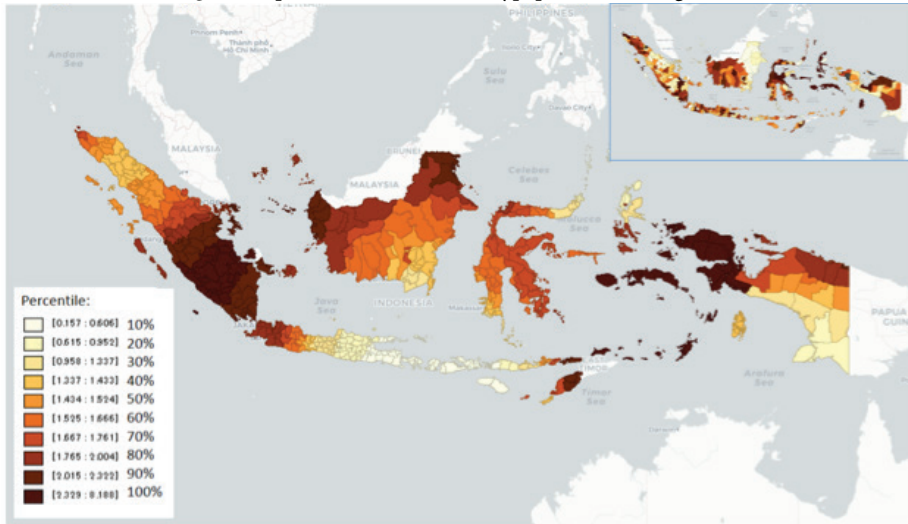 PHILIPPINES
Phnom Penh
Thành phố
Hồ Chí Minh
Andaman
Sea
Sulu
Sea
Davao City
BRUNEI
MALAYSIA
MALAYSIA
Celebes
Sea
Molucca
Sea
Percentile:
[0.157 : 0.606] 10%
[0.615 : 0.952] 20%
[0.958 : 1.337] 30%
[1.337 : 1.433] 40%
[1.434 : 1.524] 50%
[1.525 : 1.666] 60%
[1.667 : 1.761] 70%
[1.765 : 2.004] 80%
[2.015 : 2.322] 90%
[2.329 : 8.188] 100%
Java
Sea
INDONESIA
Makassar
PAPUA
GUIN
TIMOR
Timor
Sea
Arafura
Sea
Darwin